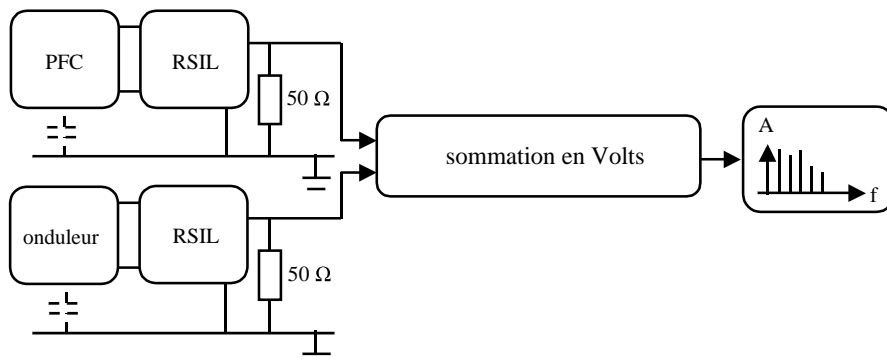 PFC
RSIL
50 Ω
sommation en Volts
A
f
onduleur
RSIL
50 Ω